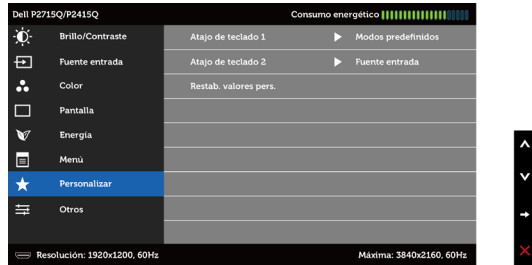 Dell P2715Q/P2415Q Consumo energético
Brillo/Contraste Atajo de teclado 1 Modos predefinidos
Fuente entrada Atajo de teclado 2 Fuente entrada
Color Restab. valores pers.
Pantalla
Energía
Menú
Personalizar
Otros
Resolución: 1920x1200, 60Hz Máxima: 3840x2160, 60Hz